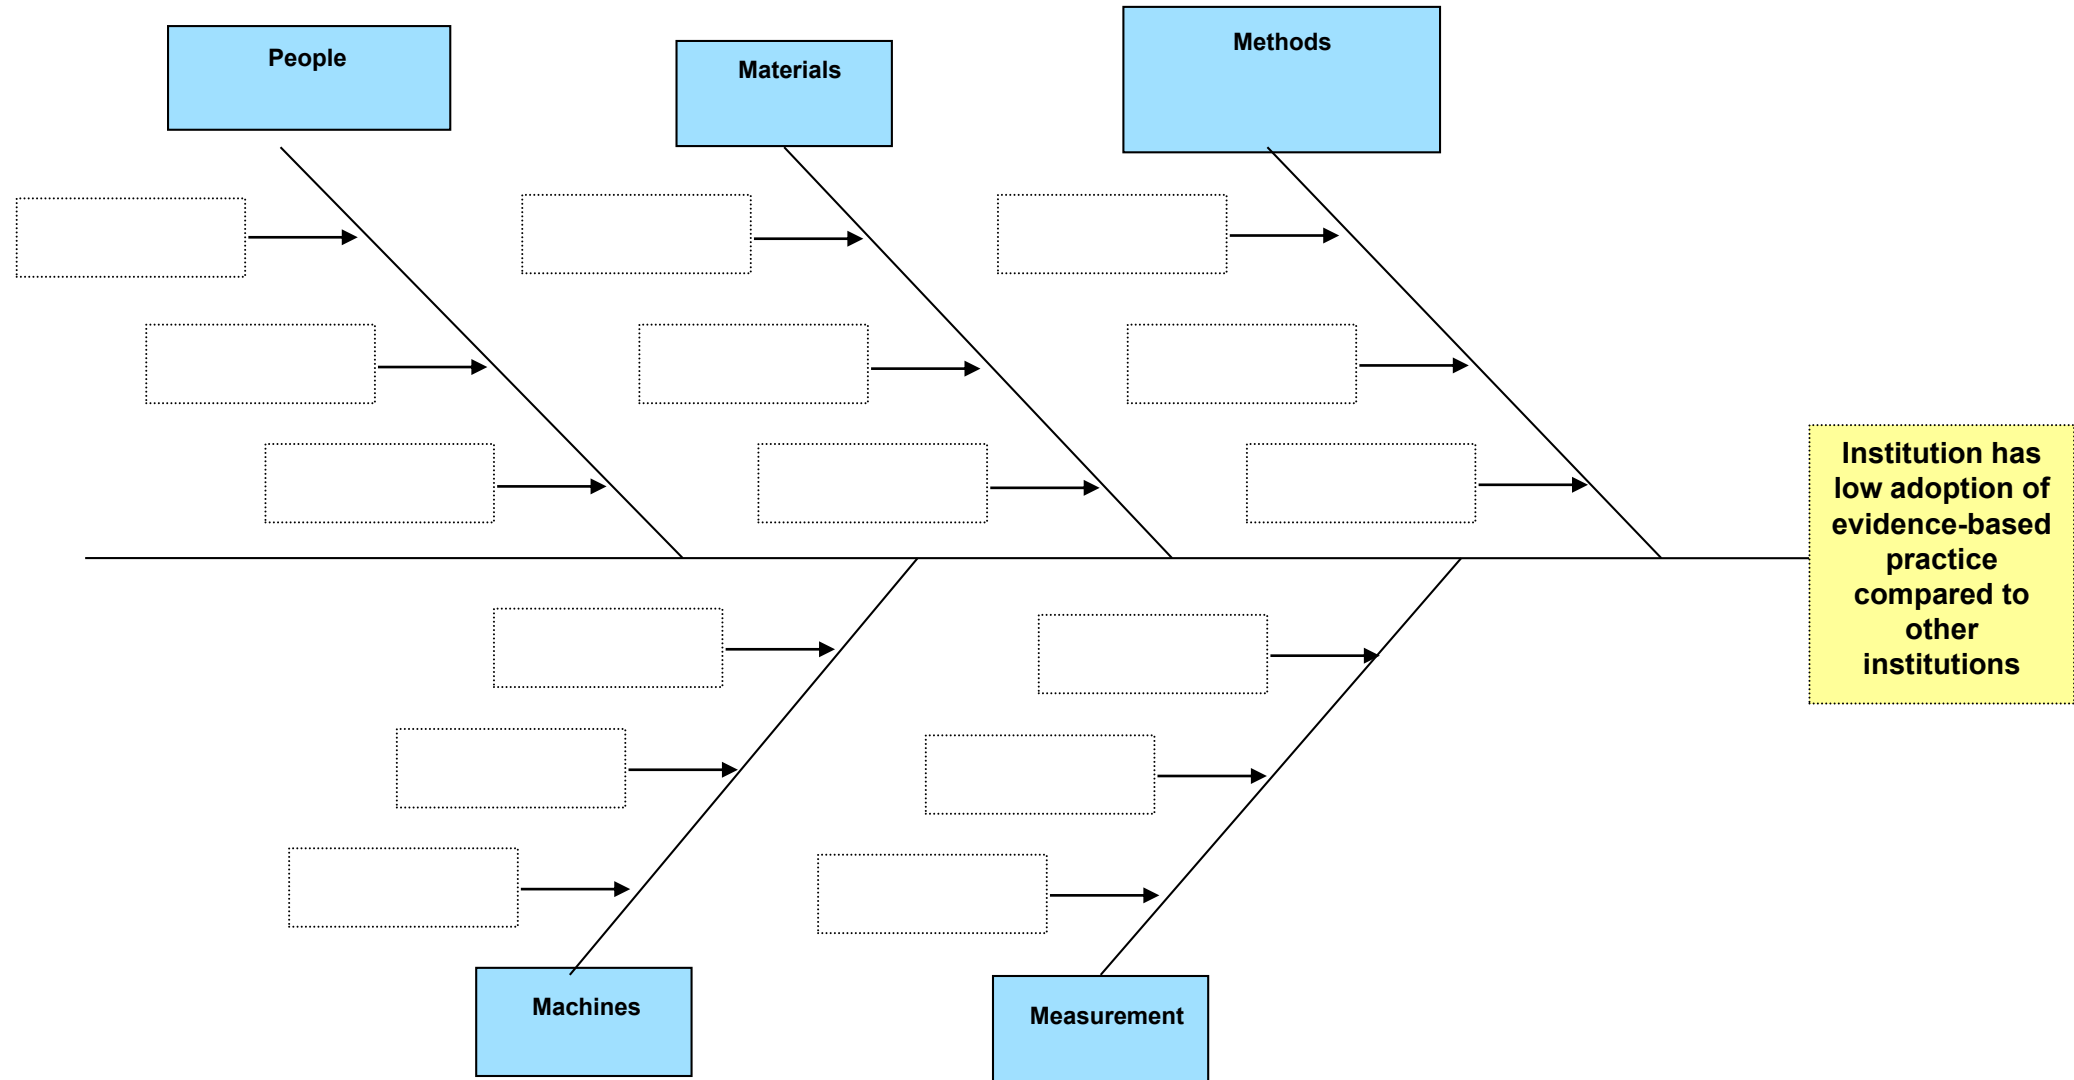 People
Materials
Methods
Institution has
low adoption of
evidence-based
practice
compared to
other
institutions
Machines
Measurement